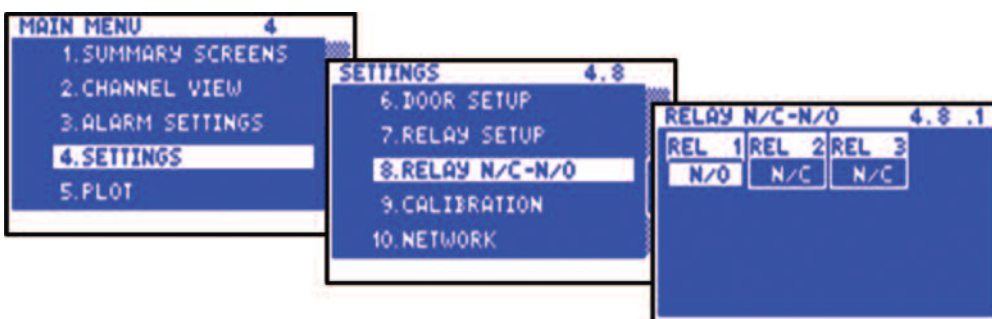 MAIN MENU 4
1.SUMMARY SCREENS
2.CHANNEL VIEW
3.ALARM SETTINGS
4.SETTINGS
5.PLOT
SETTINGS 4.8
6.DOOR SETUP
7.RELAY SETUP
8.RELAY N/C-N/O
9.CALIBRATION
10.NETWORK
RELAY N/C-N/O 4.8 .1
REL 1 REL 2 REL 3
N/O N/C N/C